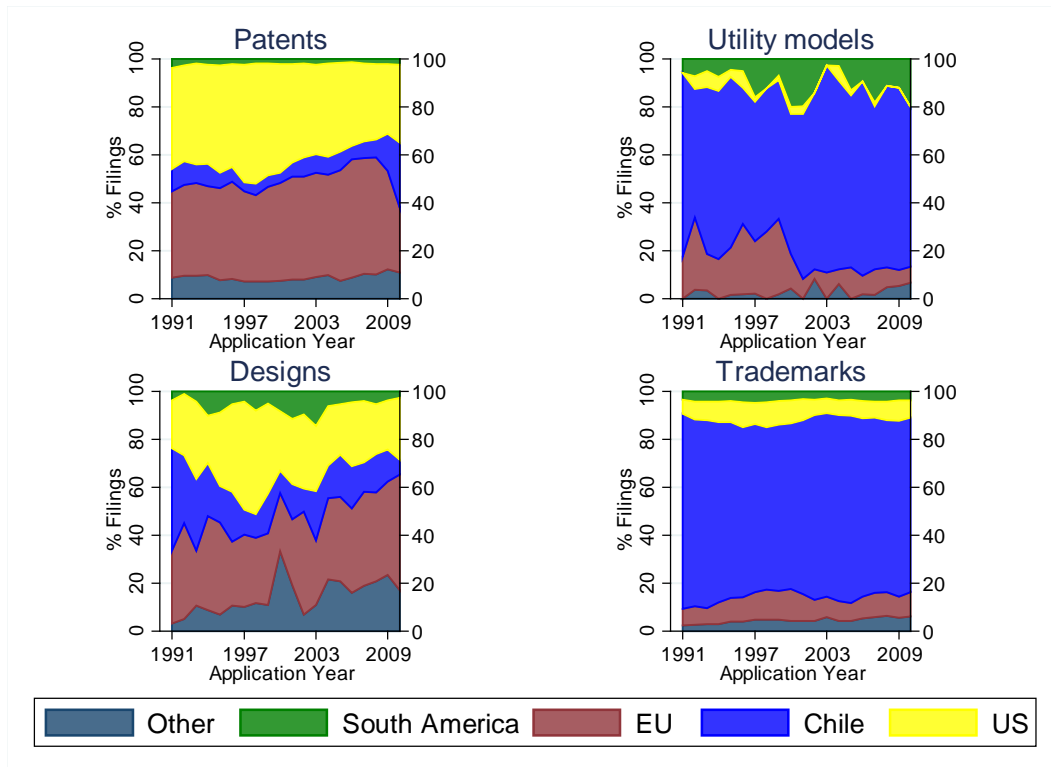 Patents
100
80
60
40
20
0
% Filings
100
80
60
40
20
0
1991 1997 2003 2009
Application Year
Utility models
100
80
60
40
20
0
% Filings
100
80
60
40
20
0
1991 1997 2003 2009
Application Year
Designs
100
80
60
40
20
0
% Filings
100
80
60
40
20
0
1991 1997 2003 2009
Application Year
Trademarks
100
80
60
40
20
0
% Filings
100
80
60
40
20
0
1991 1997 2003 2009
Application Year
Other South America EU Chile US